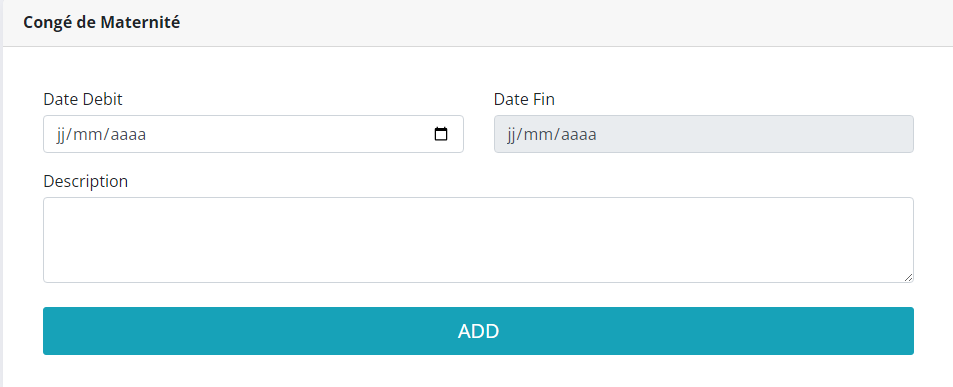 Congé de Maternité
Date Debit Date Fin
jj/mm/aaaa jj/mm/aaaa
Description
ADD